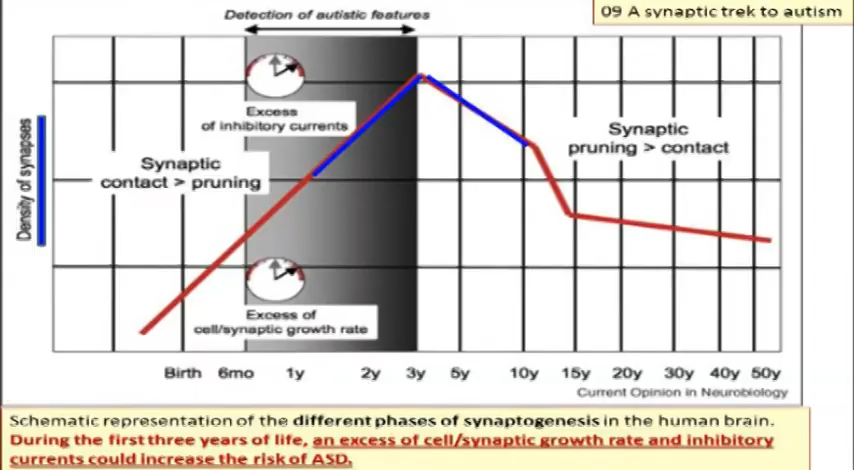 Detection of autistic features
09 A synaptic trek to autism
Excess
of inhibitory currents
Synaptic
pruning > contact
Synaptic
contact > pruning
Density of synapses
Excess of
cell/synaptic growth rate
Birth 6mo 1y 2y 3y 5y 10y 15y 20y 30y 40y 50y
Current Opinion in Neurobiology
Schematic representation of the different phases of synaptogenesis in the human brain.
During the first three years of life, an excess of cell/synaptic growth rate and inhibitory
currents could increase the risk of ASD.